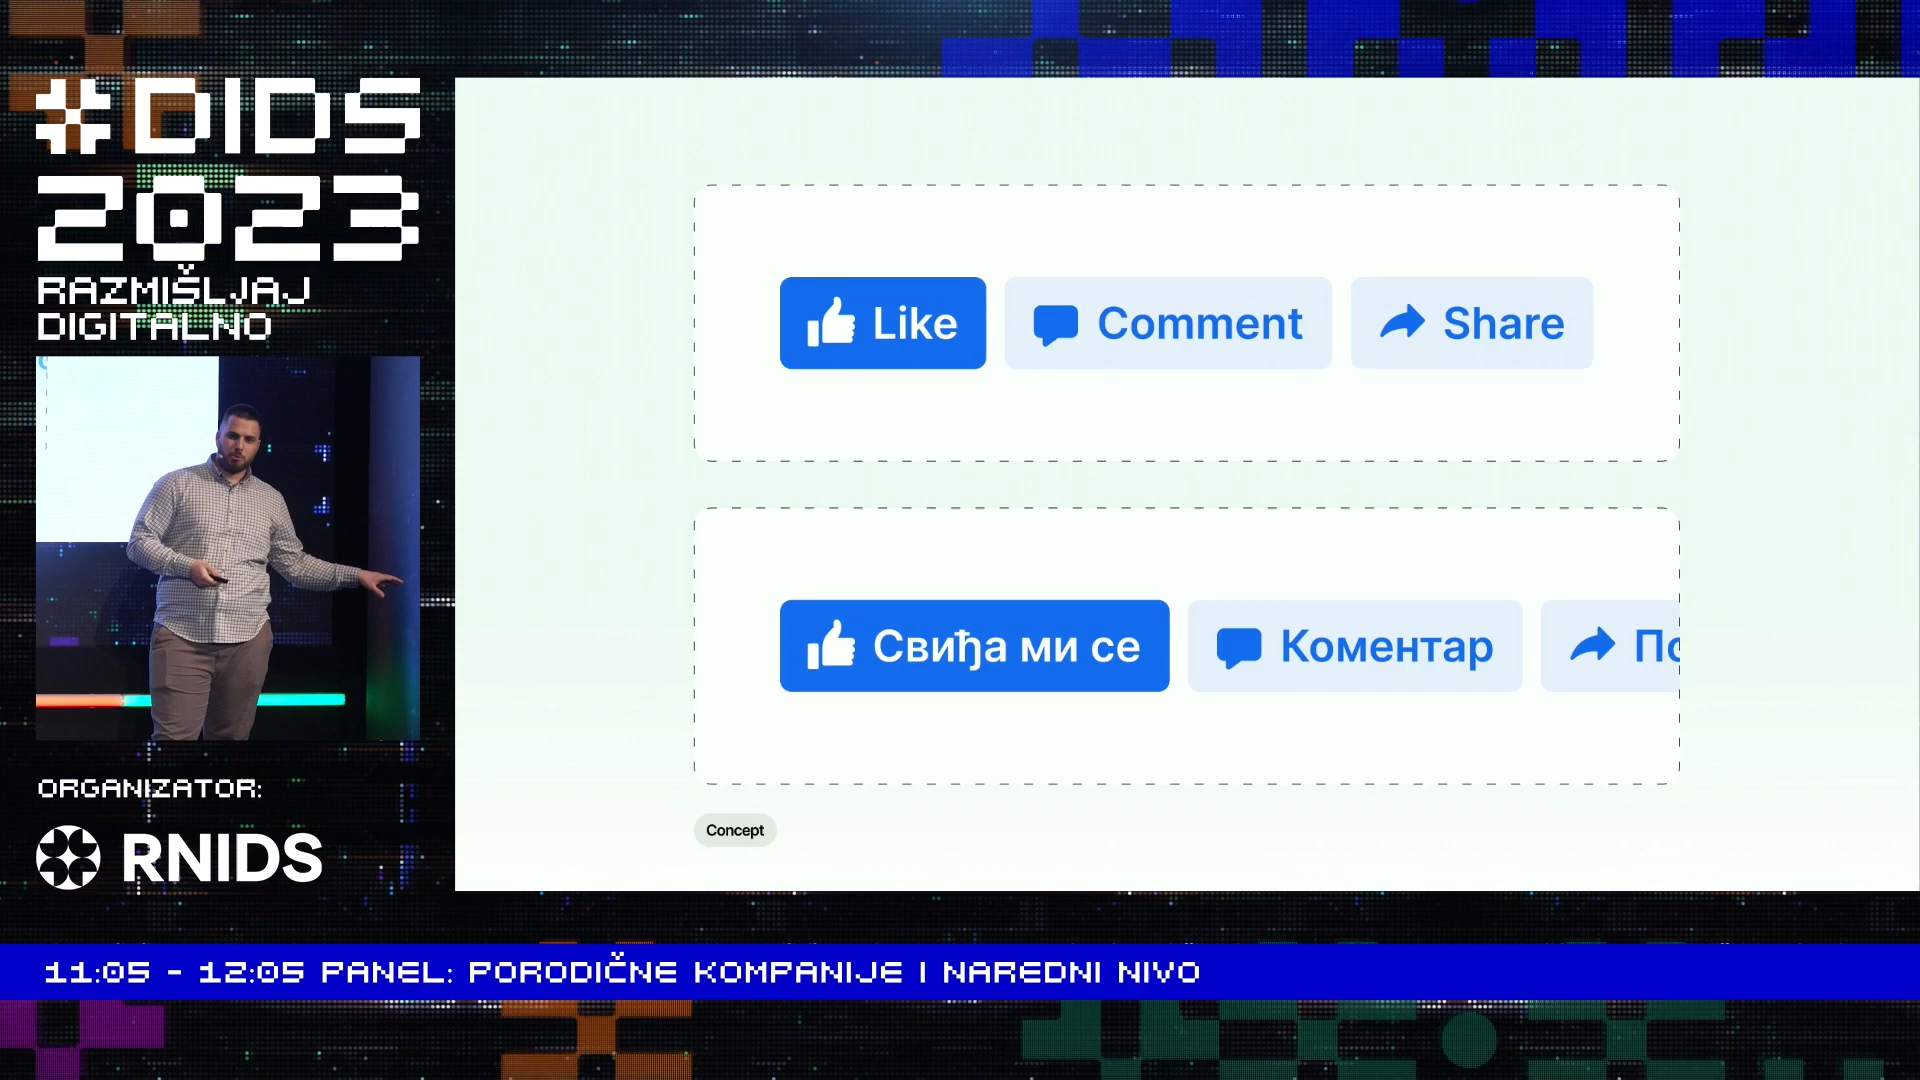 #DIDS
2023
RAZMIŠLJAJ
DIGITALNO
Like
Comment
Share
Свиђа ми се
Коментар
Concept
ORGANIZATOR:
RNIDS
11:05 - 12:05 PANEL: PORODIČNE KOMPANIJE I NAREDNI NIVO